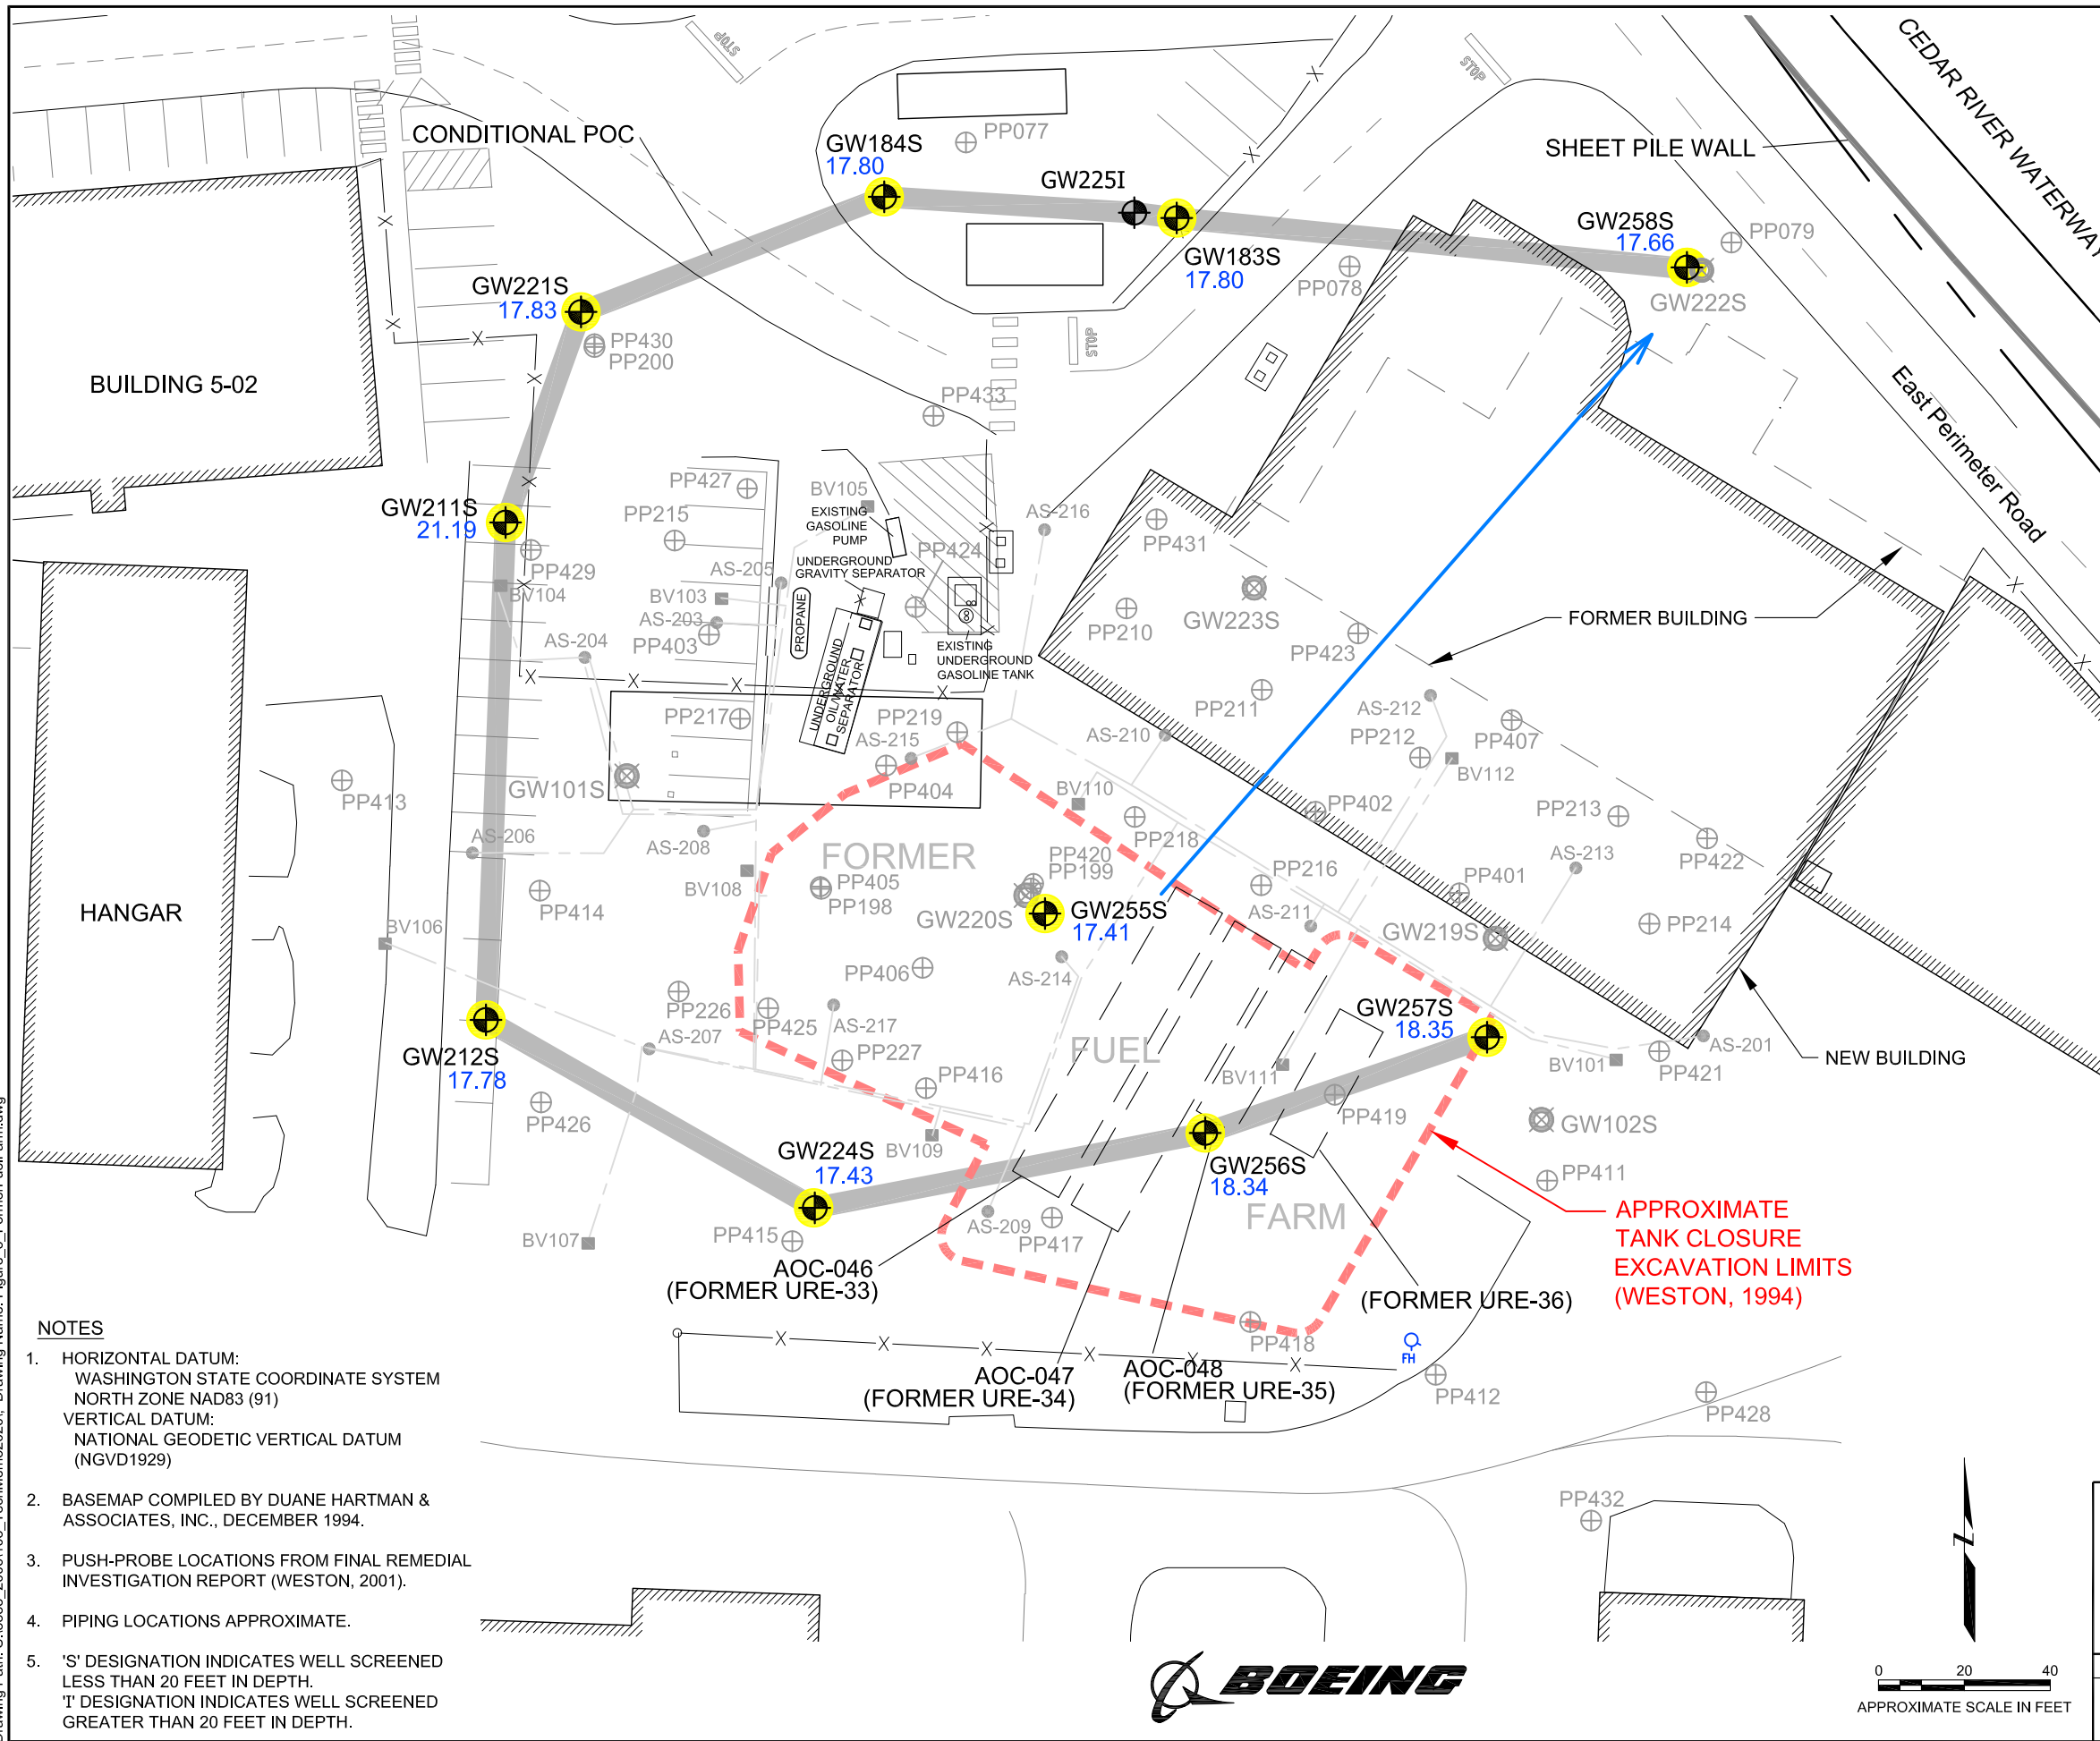 CONDITIONAL POC
STOP
STOP
STOP
CEDAR RIVER WATERWAY
SHEET PILE WALL
East Perimeter Road
GW184S
17.80
PP077
GW225I
GW183S
17.80
PP078
GW258S
17.66
PP079
GW222S
GW221S
17.83
PP430
PP200
BUILDING 5-02
PP433
GW211S
21.19
PP429
BV104
PP427
PP215
BV105
EXISTING
GASOLINE
PUMP
AS-216
PP431
PP424
UNDERGROUND
GRAVITY SEPARATOR
AS-205
BV103
AS-203
PP403
PROPANE
UNDERGROUND
OIL/WATER
SEPARATOR
EXISTING
UNDERGROUND
GASOLINE TANK
AS-204
PP210
GW223S
PP423
FORMER BUILDING
PP211
AS-212
PP212
PP407
BV112
PP217
PP219
AS-215
PP404
AS-210
GW101S
PP413
BV110
PP218
PP402
PP213
PP422
AS-206
AS-208
BV108
FORMER
PP405
PP198
PP420
PP199
GW220S
GW255S
17.41
PP216
AS-211
PP401
AS-213
GW219S
PP214
HANGAR
PP414
BV106
PP406
AS-214
PP226
PP425
AS-217
AS-207
PP227
GW257S
18.35
FUEL
BV111
BV101
PP421
AS-201
NEW BUILDING
GW212S
17.78
PP426
PP416
PP419
GW102S
GW224S
17.43
BV109
GW256S
18.34
PP411
FARM
BV107
PP415
AS-209
PP417
AOC-046
(FORMER URE-33)
APPROXIMATE
TANK CLOSURE
EXCAVATION LIMITS
(WESTON, 1994)
(FORMER URE-36)
PP418
FH
AOC-047
(FORMER URE-34)
AOC-048
(FORMER URE-35)
PP412
PP428
PP432
NOTES
1. HORIZONTAL DATUM:
WASHINGTON STATE COORDINATE SYSTEM
NORTH ZONE NAD83 (91)
VERTICAL DATUM:
NATIONAL GEODETIC VERTICAL DATUM
(NGVD1929)
2. BASEMAP COMPILED BY DUANE HARTMAN &
ASSOCIATES, INC., DECEMBER 1994.
3. PUSH-PROBE LOCATIONS FROM FINAL REMEDIAL
INVESTIGATION REPORT (WESTON, 2001).
4. PIPING LOCATIONS APPROXIMATE.
5. 'S' DESIGNATION INDICATES WELL SCREENED
LESS THAN 20 FEET IN DEPTH.
'I' DESIGNATION INDICATES WELL SCREENED
GREATER THAN 20 FEET IN DEPTH.
BOEING
N
0 20 40
APPROXIMATE SCALE IN FEET